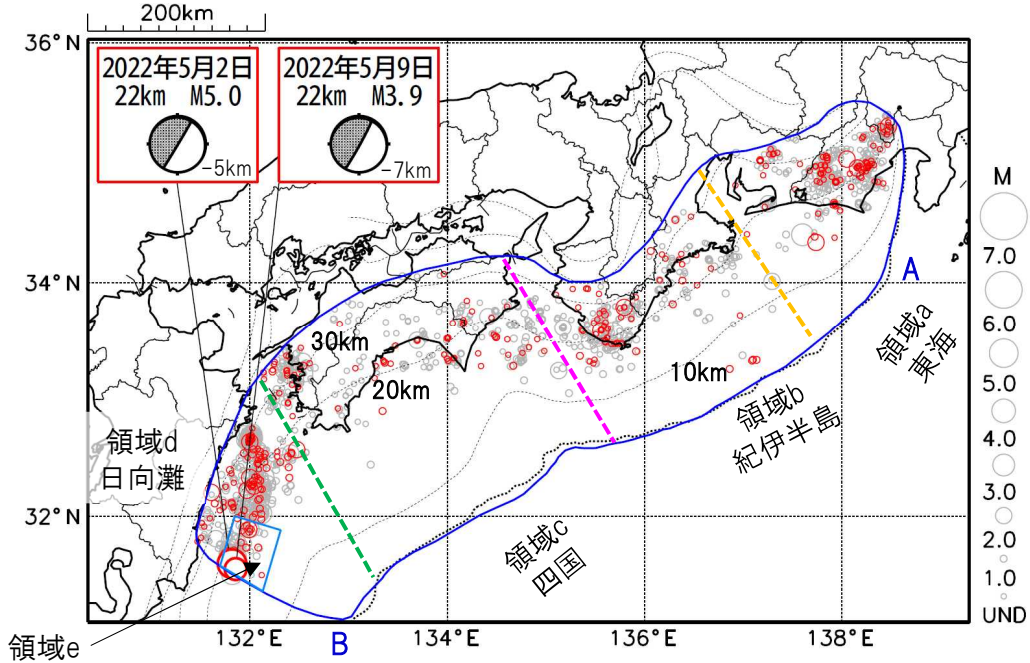 200km
36°N
34°N
32°N
2022年5月2日
22km M5.0
-5km
2022年5月9日
22km M3.9
-7km
M
7.0
6.0
5.0
4.0
3.0
2.0
1.0
UND
A
領域a
東海
30km
20km
10km
領域b
紀伊半島
領域d
日向灘
領域c
四国
領域e
B
132°E
134°E
136°E
138°E